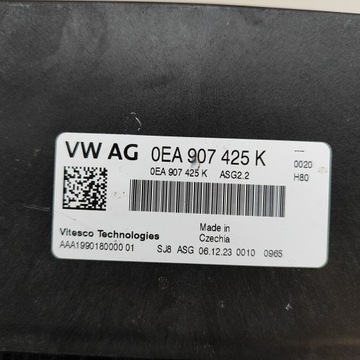 VW AG 0EA 907 425 K
0020
0EA 907 425 K ASG2.2 H80
Vitesco Technologies Made in Czechia
AAA1990180000 01 SJ8 ASG 06.12.23 0010 0965